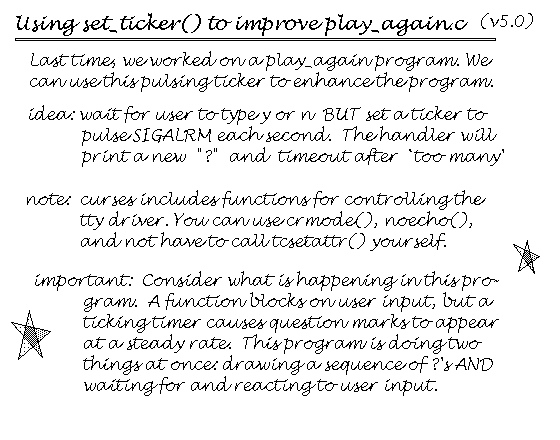 Using set_ticker() to improve play_again.c (v5.0)
Last time, we worked on a play_again program. We
can use this pulsing ticker to enhance the program.
idea: wait for user to type y or n BUT set a ticker to
pulse SIGALRM each second. The handler will
print a new "?" and timeout after `too many'
note: curses includes functions for controlling the
tty driver. You can use crmode(), noecho(),
and not have to call tcsetattr() yourself.
important: Consider what is happening in this pro-
gram. A function blocks on user input, but a
ticking timer causes question marks to appear
at a steady rate. This program is doing two
things at once: drawing a sequence of ?'s AND
waiting for and reacting to user input.